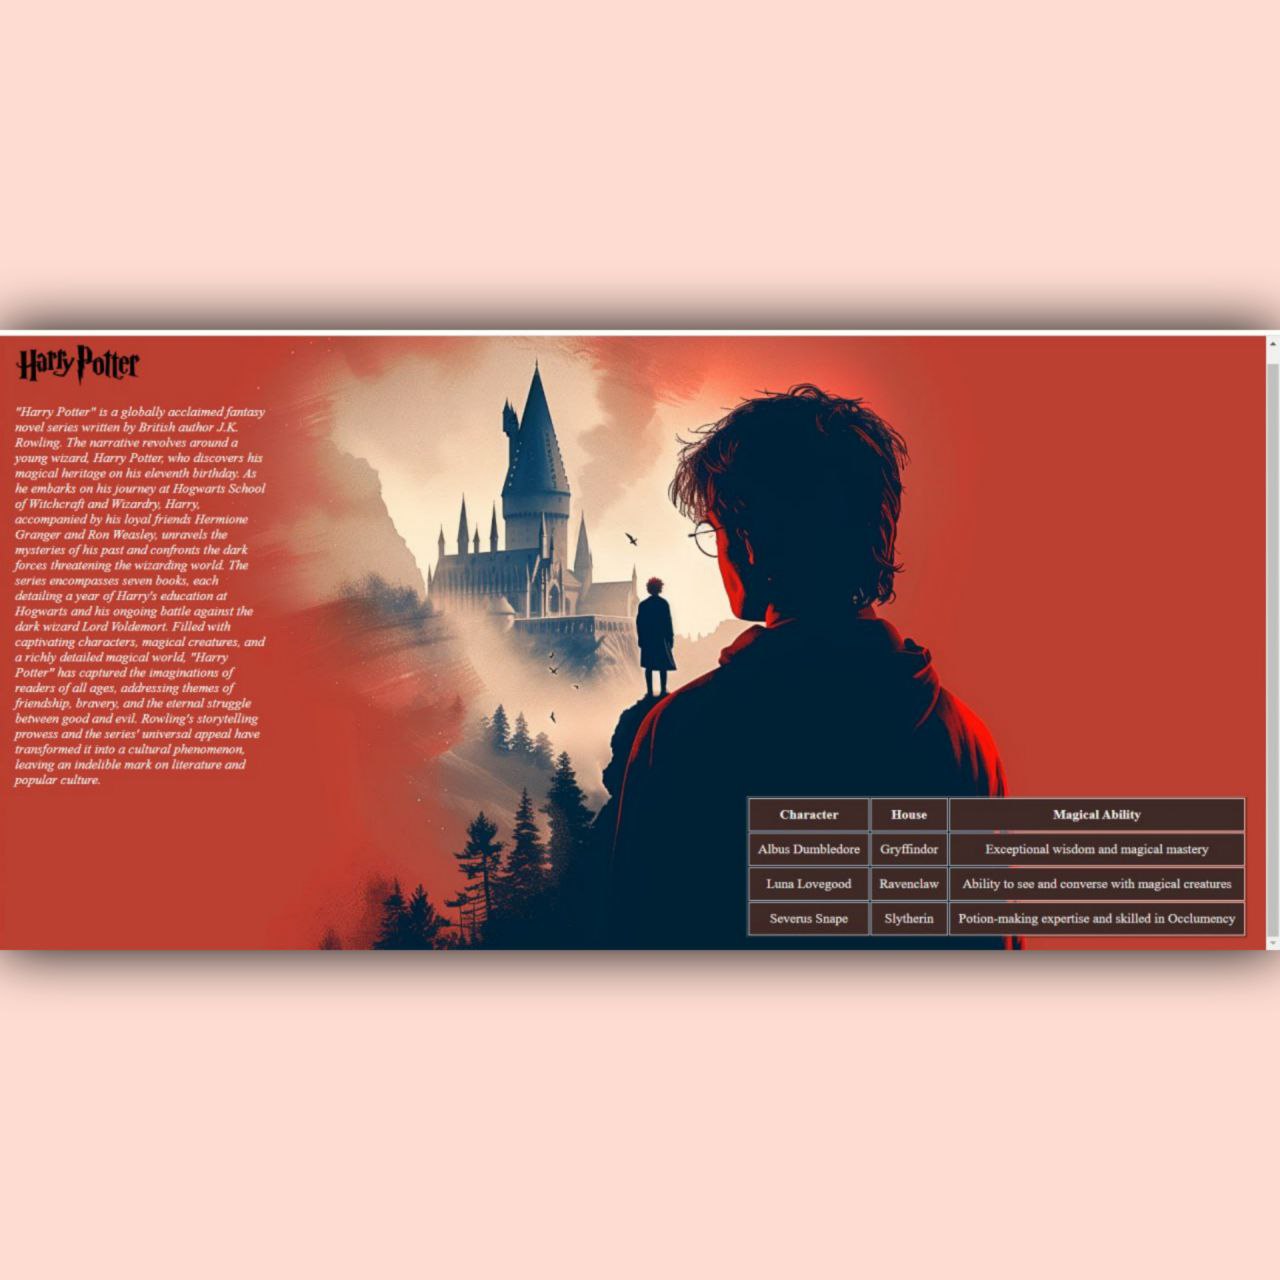 Harry Potter
"Harry Potter" is a globally acclaimed fantasy
novel series written by British author J.K.
Rowling. The narrative revolves around a
young wizard, Harry Potter, who discovers his
magical heritage on his eleventh birthday. As
he embarks on his journey at Hogwarts School
of Witchcraft and Wizardry, Harry,
accompanied by his loyal friends Hermione
Granger and Ron Weasley, unravels the
mysteries of his past and confronts the dark
forces threatening the wizarding world. The
series encompasses seven books, each
detailing a year of Harry's education at
Hogwarts and his ongoing battle against the
dark wizard Lord Voldemort. Filled with
captivating characters, magical creatures, and
a richly detailed magical world, "Harry
Potter" has captured the imaginations of
readers of all ages, addressing themes of
friendship, bravery, and the eternal struggle
between good and evil. Rowling's storytelling
prowess and the series' universal appeal have
transformed it into a cultural phenomenon,
leaving an indelible mark on literature and
popular culture.
Character House Magical Ability
Albus Dumbledore Gryffindor Exceptional wisdom and magical mastery
Luna Lovegood Ravenclaw Ability to see and converse with magical creatures
Severus Snape Slytherin Potion-making expertise and skilled in Occlumency